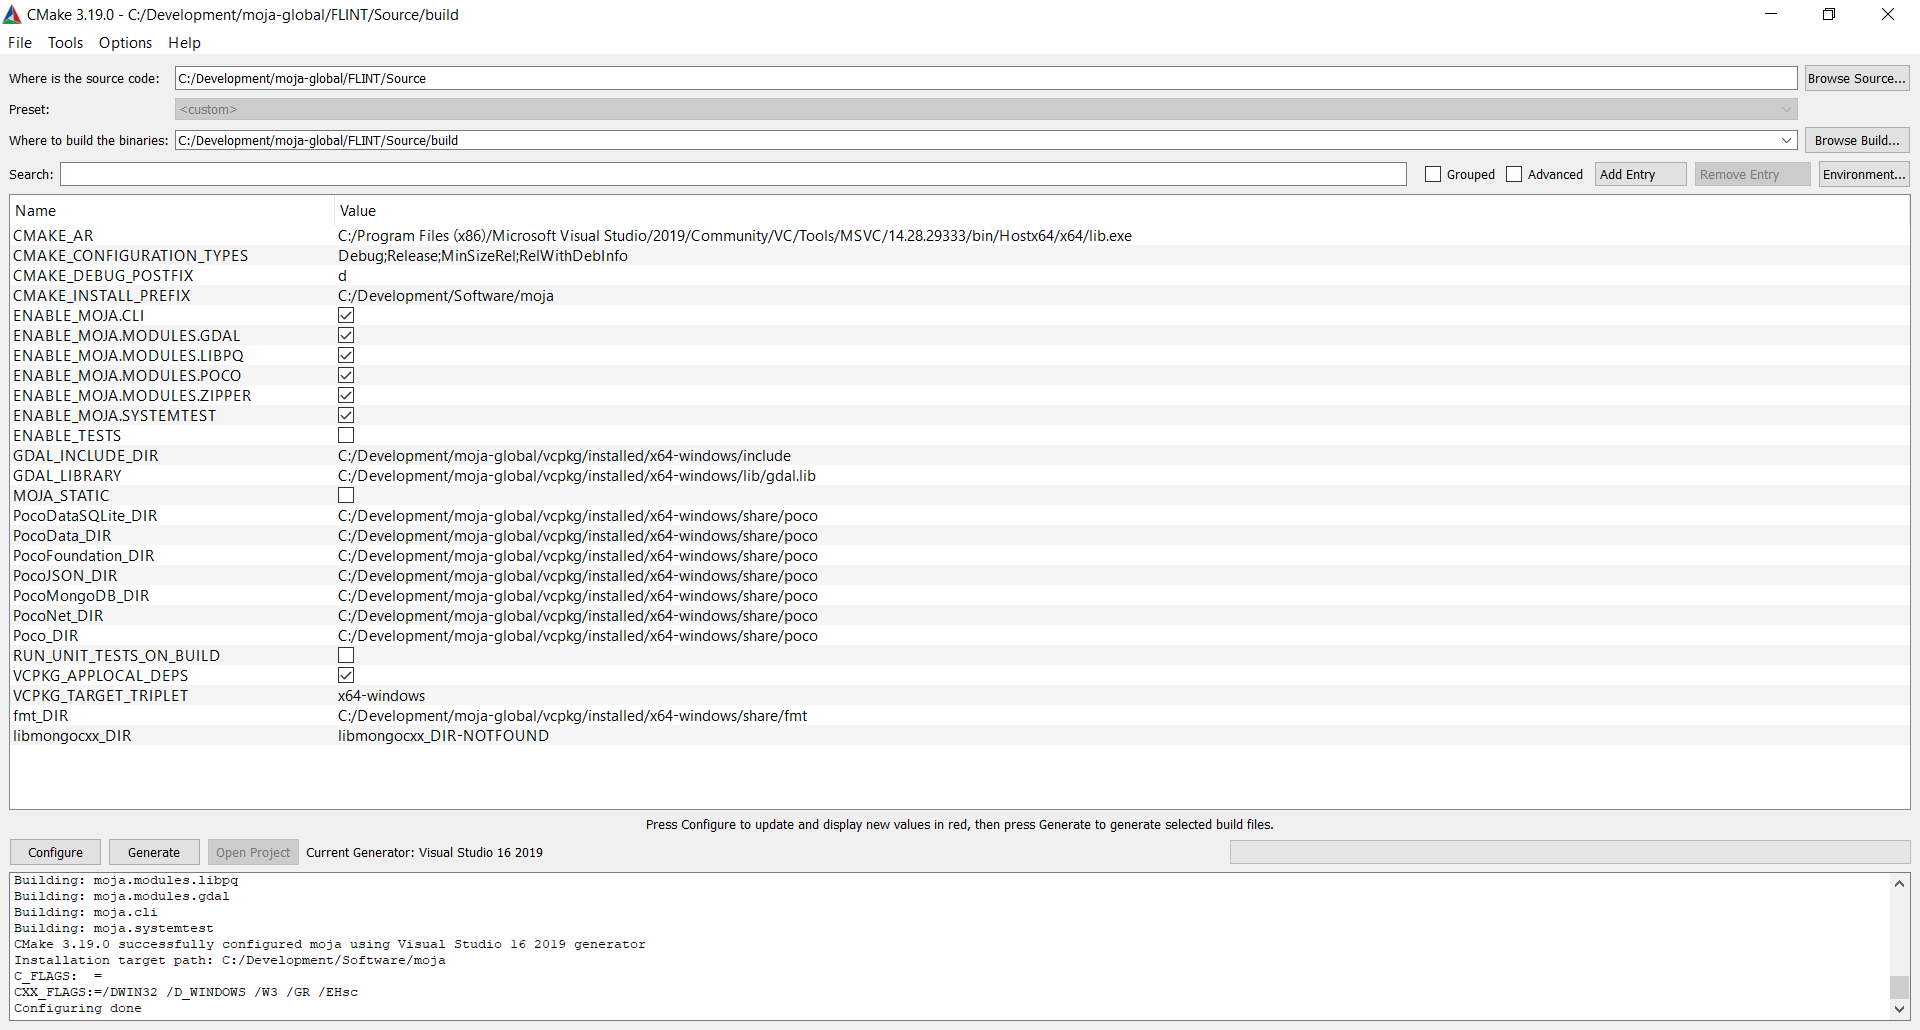 CMake 3.19.0 - C:/Development/moja-global/FLINT/Source/build
File Tools Options Help
Where is the source code: C:/Development/moja-global/FLINT/Source Browse Source...
Preset: <custom>
Where to build the binaries: C:/Development/moja-global/FLINT/Source/build Browse Build...
Search: Grouped Advanced Add Entry Remove Entry Environment...
Name Value
CMAKE_AR C:/Program Files (x86)/Microsoft Visual Studio/2019/Community/VC/Tools/MSVC/14.28.29333/bin/Hostx64/x64/lib.exe
CMAKE_CONFIGURATION_TYPES Debug;Release;MinSizeRel;RelWithDebInfo
CMAKE_DEBUG_POSTFIX d
CMAKE_INSTALL_PREFIX C:/Development/Software/moja
ENABLE_MOJA.CLI
ENABLE_MOJA.MODULES.GDAL
ENABLE_MOJA.MODULES.LIBPQ
ENABLE_MOJA.MODULES.POCO
ENABLE_MOJA.MODULES.ZIPPER
ENABLE_MOJA.SYSTEMTEST
ENABLE_TESTS
GDAL_INCLUDE_DIR C:/Development/moja-global/vcpkg/installed/x64-windows/include
GDAL_LIBRARY C:/Development/moja-global/vcpkg/installed/x64-windows/lib/gdal.lib
MOJA_STATIC
PocoDataSQLite_DIR C:/Development/moja-global/vcpkg/installed/x64-windows/share/poco
PocoData_DIR C:/Development/moja-global/vcpkg/installed/x64-windows/share/poco
PocoFoundation_DIR C:/Development/moja-global/vcpkg/installed/x64-windows/share/poco
PocoJSON_DIR C:/Development/moja-global/vcpkg/installed/x64-windows/share/poco
PocoMongoDB_DIR C:/Development/moja-global/vcpkg/installed/x64-windows/share/poco
PocoNet_DIR C:/Development/moja-global/vcpkg/installed/x64-windows/share/poco
Poco_DIR C:/Development/moja-global/vcpkg/installed/x64-windows/share/poco
RUN_UNIT_TESTS_ON_BUILD
VCPKG_APPLOCAL_DEPS
VCPKG_TARGET_TRIPLET x64-windows
fmt_DIR C:/Development/moja-global/vcpkg/installed/x64-windows/share/fmt
libmongocxx_DIR libmongocxx_DIR-NOTFOUND
Press Configure to update and display new values in red, then press Generate to generate selected build files.
Configure Generate Open Project Current Generator: Visual Studio 16 2019
Building: moja.modules.libpq
Building: moja.modules.gdal
Building: moja.cli
Building: moja.systemtest
CMake 3.19.0 successfully configured moja using Visual Studio 16 2019 generator
Installation target path: C:/Development/Software/moja
C_FLAGS:  =
CXX_FLAGS:=/DWIN32 /D_WINDOWS /W3 /GR /EHsc
Configuring done